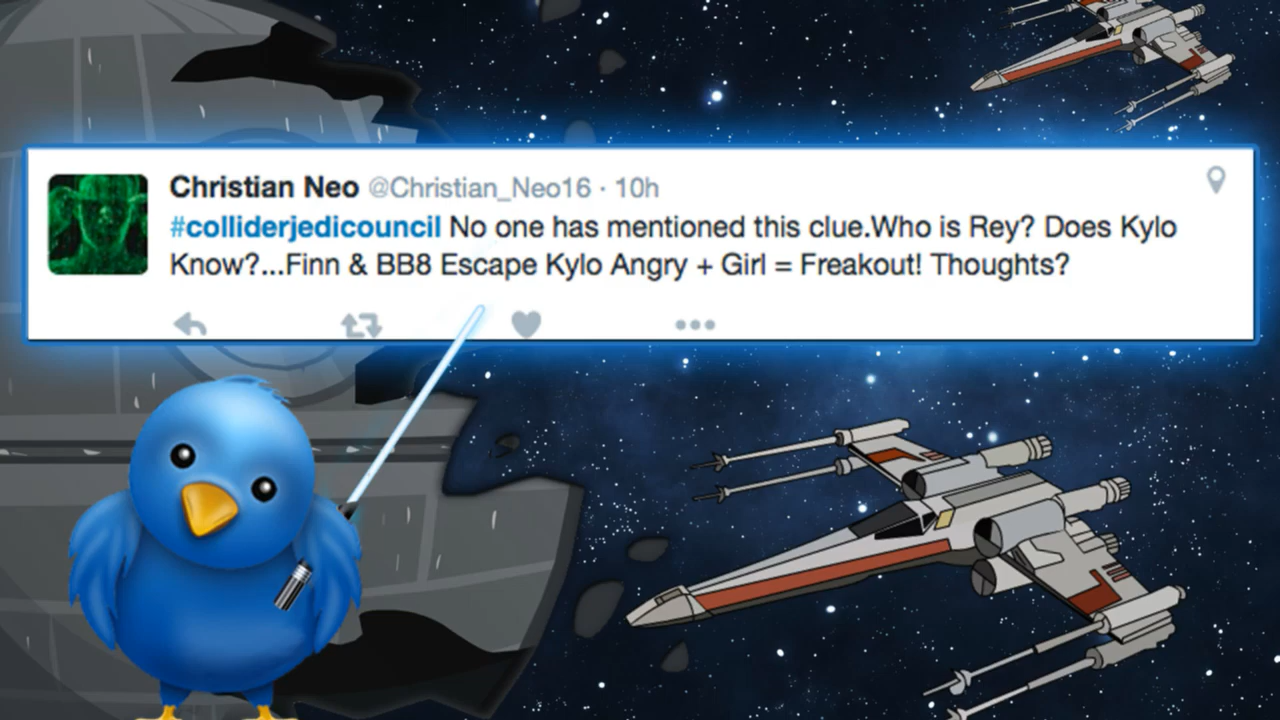 Christian Neo @Christian_Neo16 · 10h
#colliderjedicouncil No one has mentioned this clue.Who is Rey? Does Kylo
Know?...Finn & BB8 Escape Kylo Angry + Girl = Freakout! Thoughts?